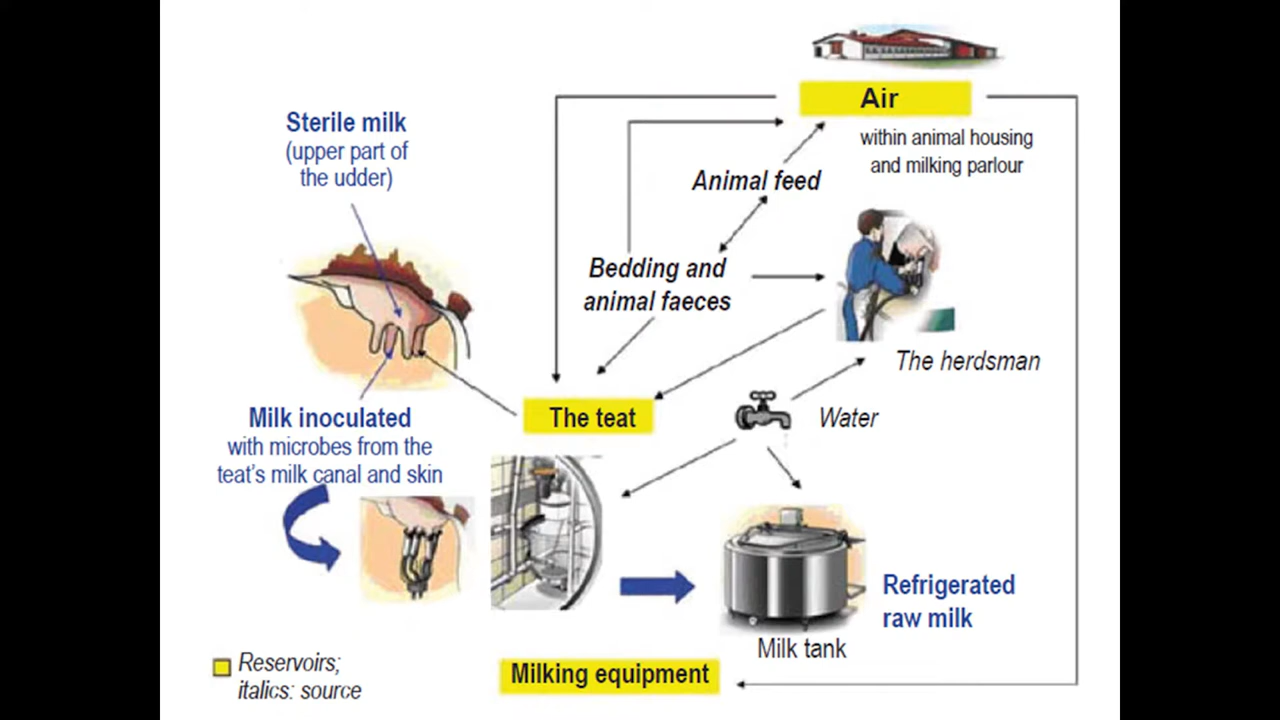 Air
within animal housing
and milking parlour
Sterile milk
(upper part of
the udder)
Animal feed
Bedding and
animal faeces
The herdsman
The teat
Water
Milk inoculated
with microbes from the
teat's milk canal and skin
Refrigerated
raw milk
Milk tank
Milking equipment
Reservoirs;
italics: source